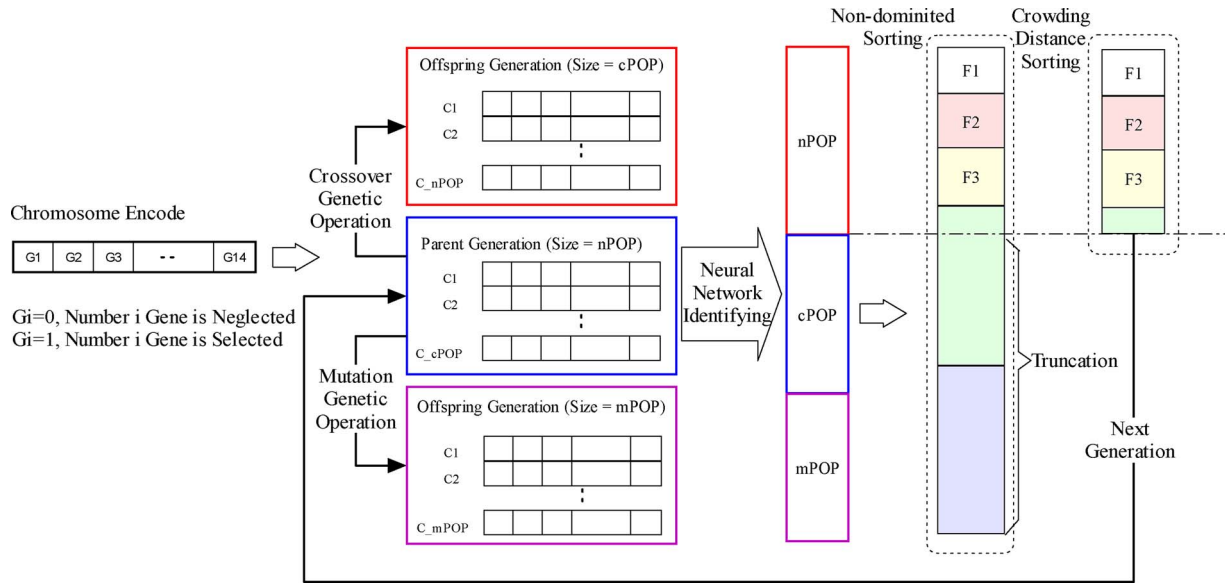 Chromosome Encode
G1 G2 G3 -- G14
Gi=0, Number i Gene is Neglected
Gi=1, Number i Gene is Selected
Crossover
Genetic
Operation
Mutation
Genetic
Operation
Offspring Generation (Size = cPOP)
C1
C2
C_nPOP
Parent Generation (Size = nPOP)
C1
C2
C_cPOP
Offspring Generation (Size = mPOP)
C1
C2
C_mPOP
Neural
Network
Identifying
nPOP
cPOP
mPOP
Non-dominited
Sorting
F1
F2
F3
Truncation
Crowding
Distance
Sorting
F1
F2
F3
Next
Generation